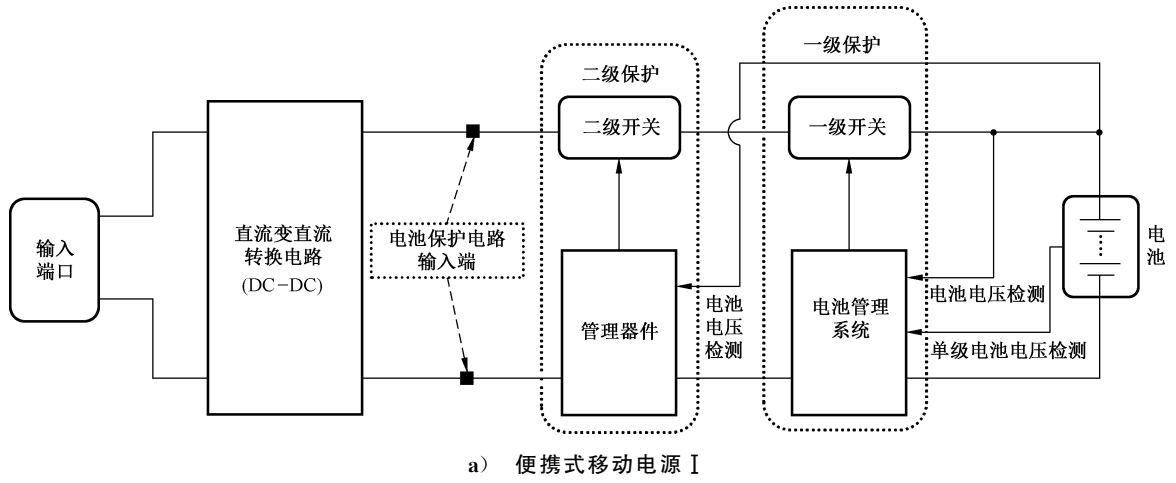 一级保护
二级保护
二级开关
一级开关
输入
端口
直流变直流
转换电路
(DC-DC)
电池保护电路
输入端
管理器件
电池
电压
检测
电池管理
系统
电池电压检测
单级电池电压检测
电
池
a) 便携式移动电源Ⅰ